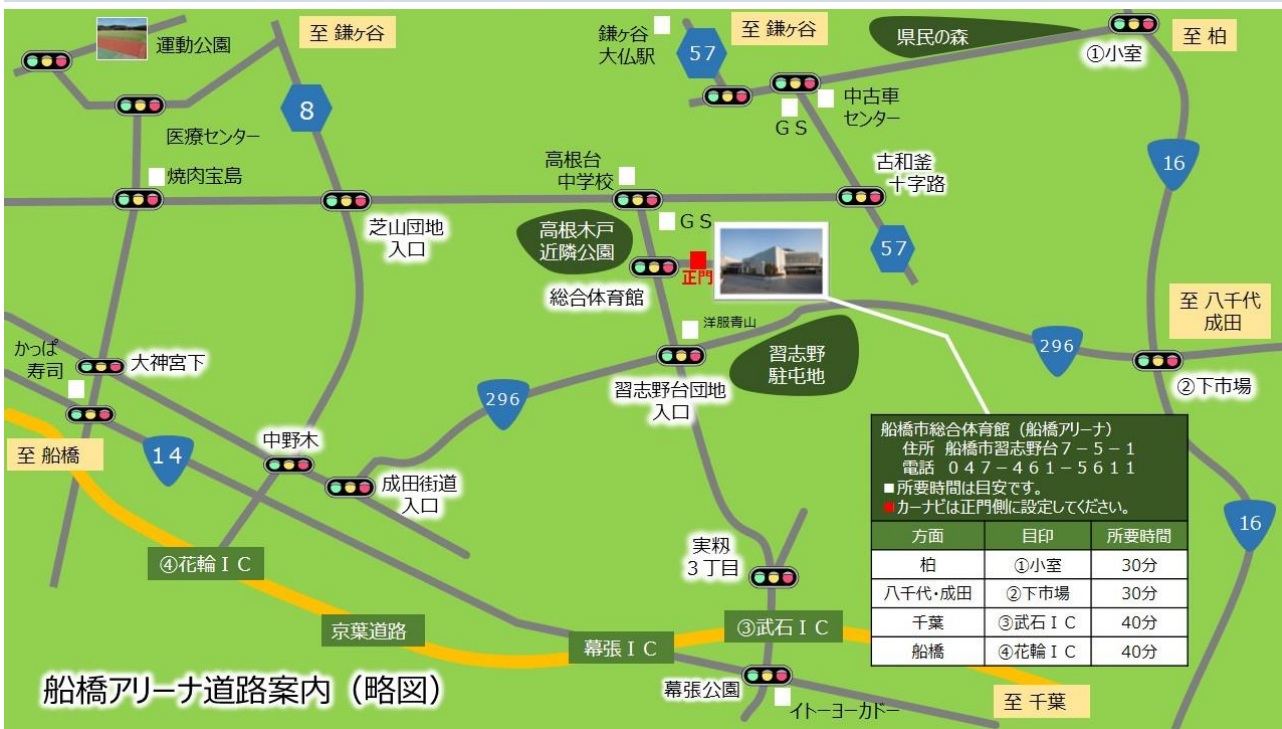 運動公園
至 鎌ヶ谷
鎌ヶ谷
大仏駅
57
至 鎌ヶ谷
県民の森
①小室
至 柏
8
医療センター
GS
中古車
センター
焼肉宝島
高根台
中学校
古和釜
十字路
16
芝山団地
入口
高根木戸
近隣公園
GS
57
正門
総合体育館
至 八千代
成田
洋服青山
かっぱ
寿司
大神宮下
296
習志野
駐屯地
習志野台団地
入口
②下市場
296
至 船橋
14
中野木
成田街道
入口
船橋市総合体育館（船橋アリーナ）
住所 船橋市習志野台７－５－１
電話 ０４７－４６１－５６１１
■所要時間は目安です。
■カーナビは正門側に設定してください。
方面 目印 所要時間
柏 ①小室 30分
八千代・成田 ②下市場 30分
千葉 ③武石ＩＣ 40分
船橋 ④花輪ＩＣ 40分
16
実籾
３丁目
④花輪ＩＣ
京葉道路
幕張ＩＣ
③武石ＩＣ
幕張公園
イトーヨーカドー
至 千葉
船橋アリーナ道路案内（略図）